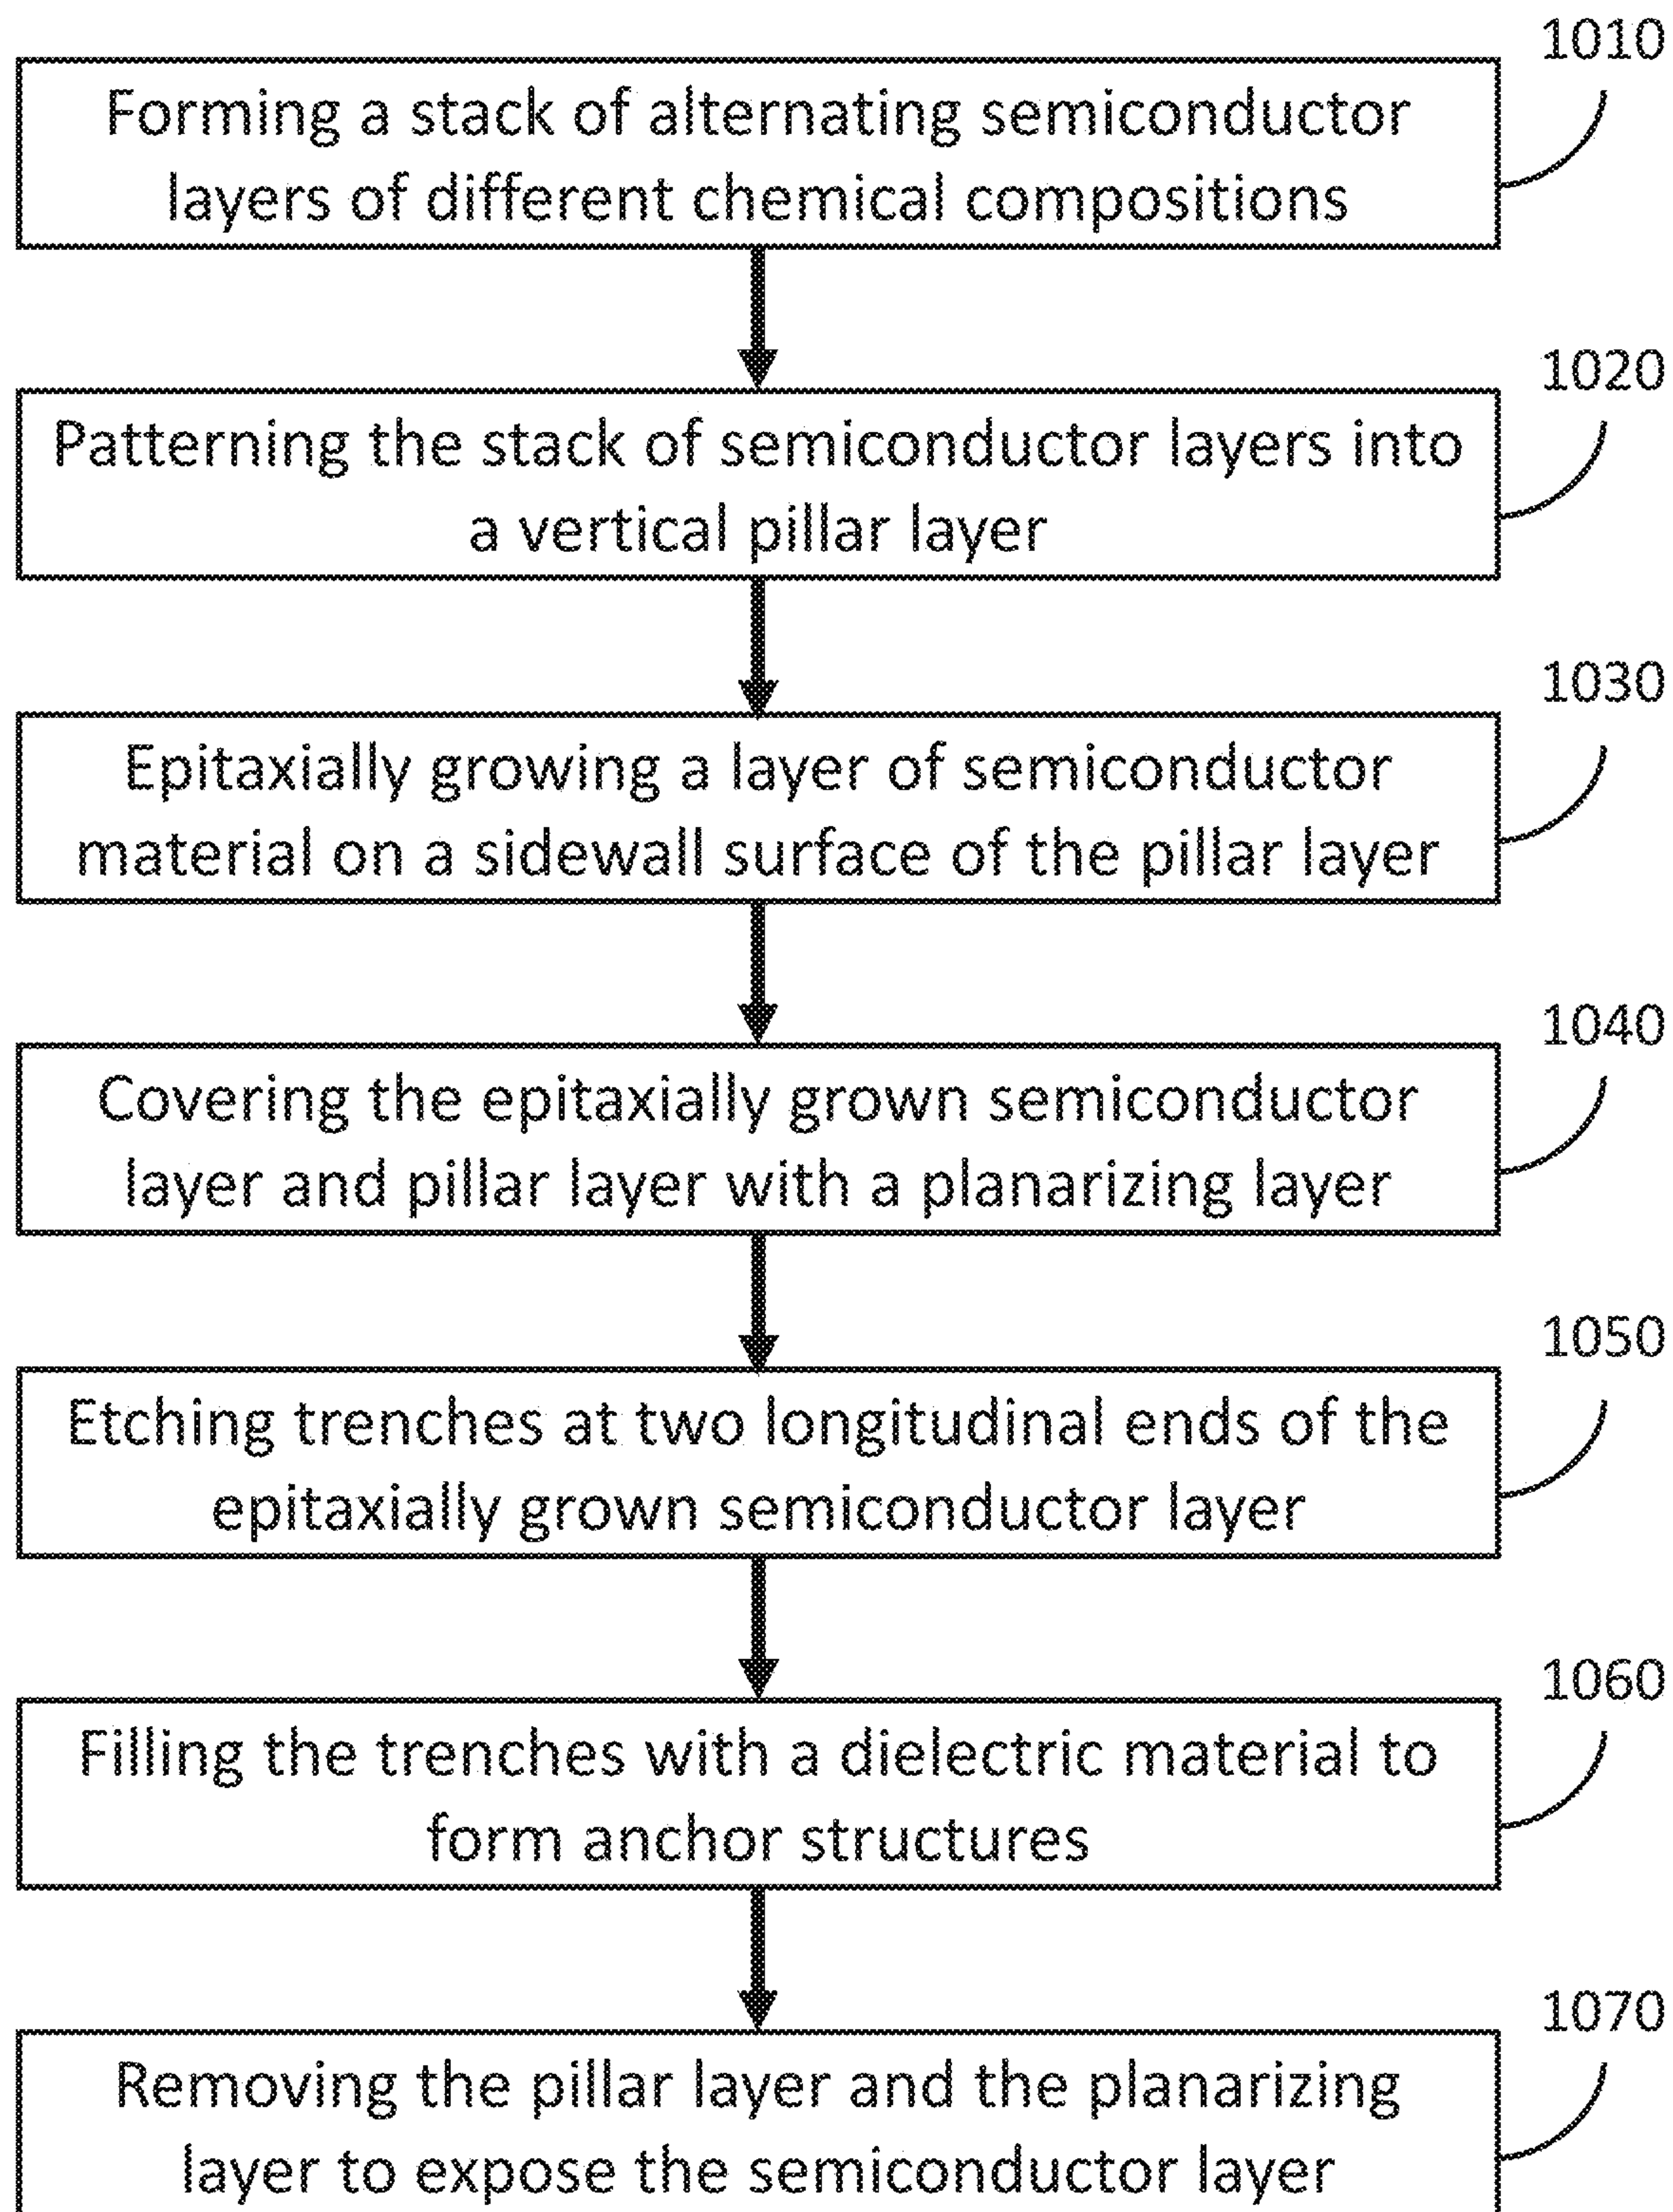 1010
Forming a stack of alternating semiconductor
layers of different chemical compositions
1020
Patterning the stack of semiconductor layers into
a vertical pillar layer
1030
Epitaxially growing a layer of semiconductor
material on a sidewall surface of the pillar layer
1040
Covering the epitaxially grown semiconductor
layer and pillar layer with a planarizing layer
1050
Etching trenches at two longitudinal ends of the
epitaxially grown semiconductor layer
1060
Filling the trenches with a dielectric material to
form anchor structures
1070
Removing the pillar layer and the planarizing
layer to expose the semiconductor layer